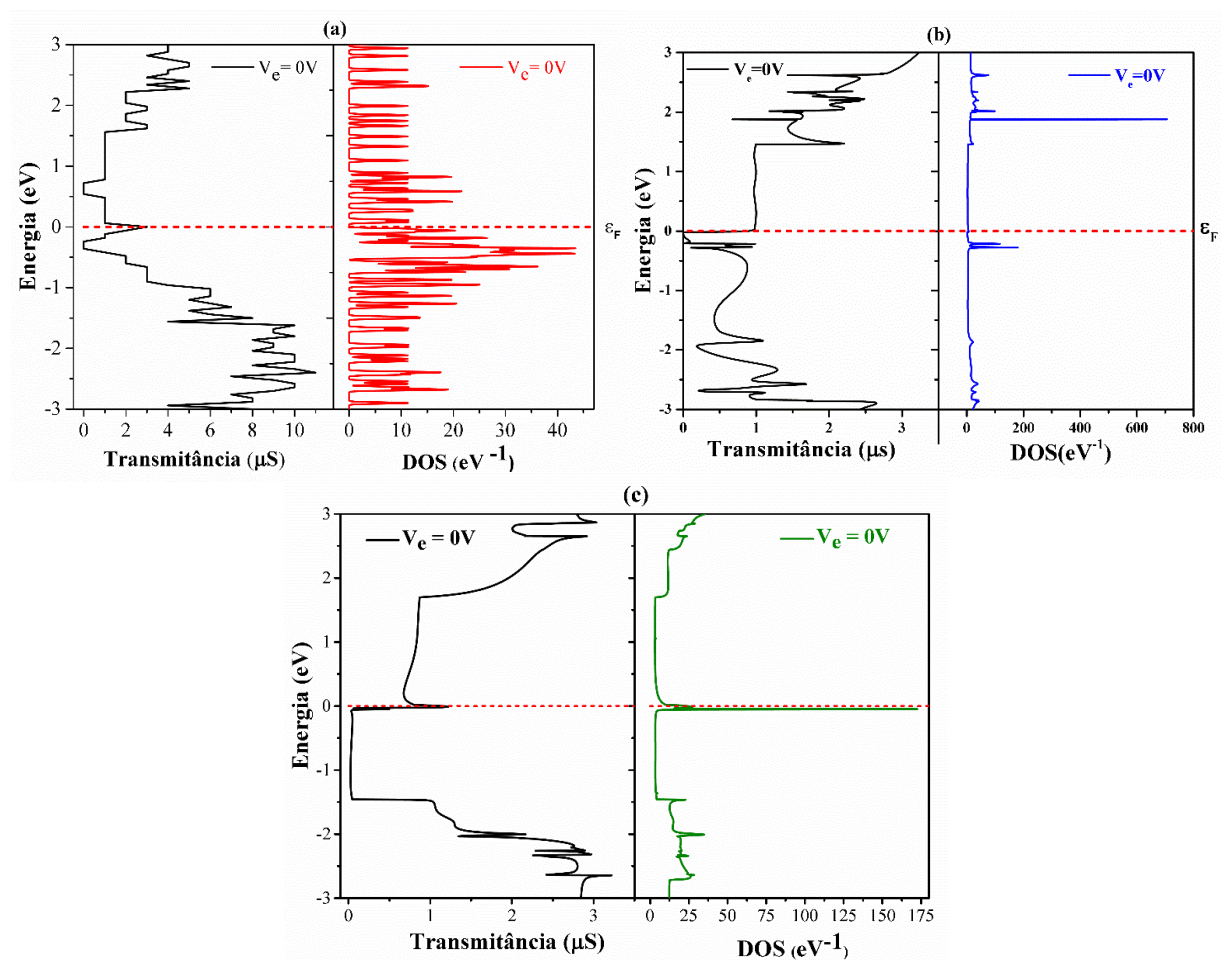 (a)
Vₑ= 0V
Vₑ= 0V
Energia (eV)
3
2
1
0
-1
-2
-3
εF
0 2 4 6 8 10
0 10 20 30 40
Transmitância (µS)
DOS (eV -1)
(b)
Vₑ=0V
Vₑ=0V
Energia (eV)
3
2
1
0
-1
-2
-3
εF
0 1 2 3
0 200 400 600 800
Transmitância (µs)
DOS(eV⁻¹)
(c)
Vₑ = 0V
Vₑ = 0V
Energia (eV)
3
2
1
0
-1
-2
-3
0 1 2 3
0 25 50 75 100 125 150 175
Transmitância (µS)
DOS (eV⁻¹)